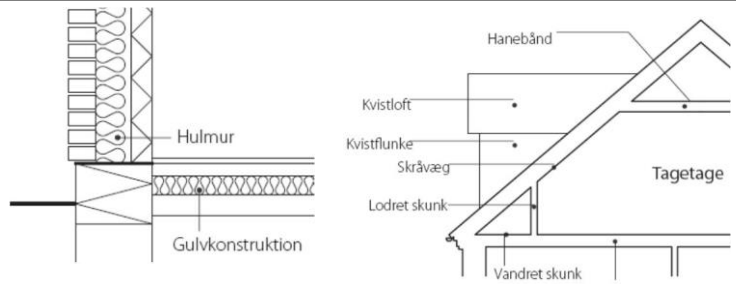 Hulmur
Gulvkonstruktion
Hanebånd
Kvistloft
Kvistflunke
Skråvæg
Tagetage
Lodret skunk
Vandret skunk